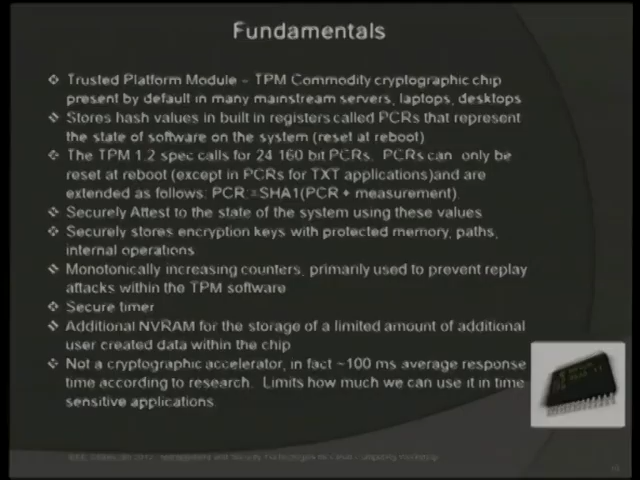 Fundamentals
Trusted Platform Module – TPM Commodity cryptographic chip
present by default in many mainstream servers, laptops, desktops
Stores hash values in built in registers called PCRs that represent
the state of software on the system (reset at reboot)
The TPM 1.2 spec calls for 24 160 bit PCRs. PCRs can only be
reset at reboot (except in PCRs for TXT applications)and are
extended as follows: PCR:=SHA1(PCR + measurement).
Securely Attest to the state of the system using these values
Securely stores encryption keys with protected memory, paths,
internal operations
Monotonically increasing counters, primarily used to prevent replay
attacks within the TPM software
Secure timer
Additional NVRAM for the storage of a limited amount of additional
user created data within the chip
Not a cryptographic accelerator, in fact ~100 ms average response
time according to research. Limits how much we can use it in time
sensitive applications.
and Security Technologies for Cloud Computing Workshop